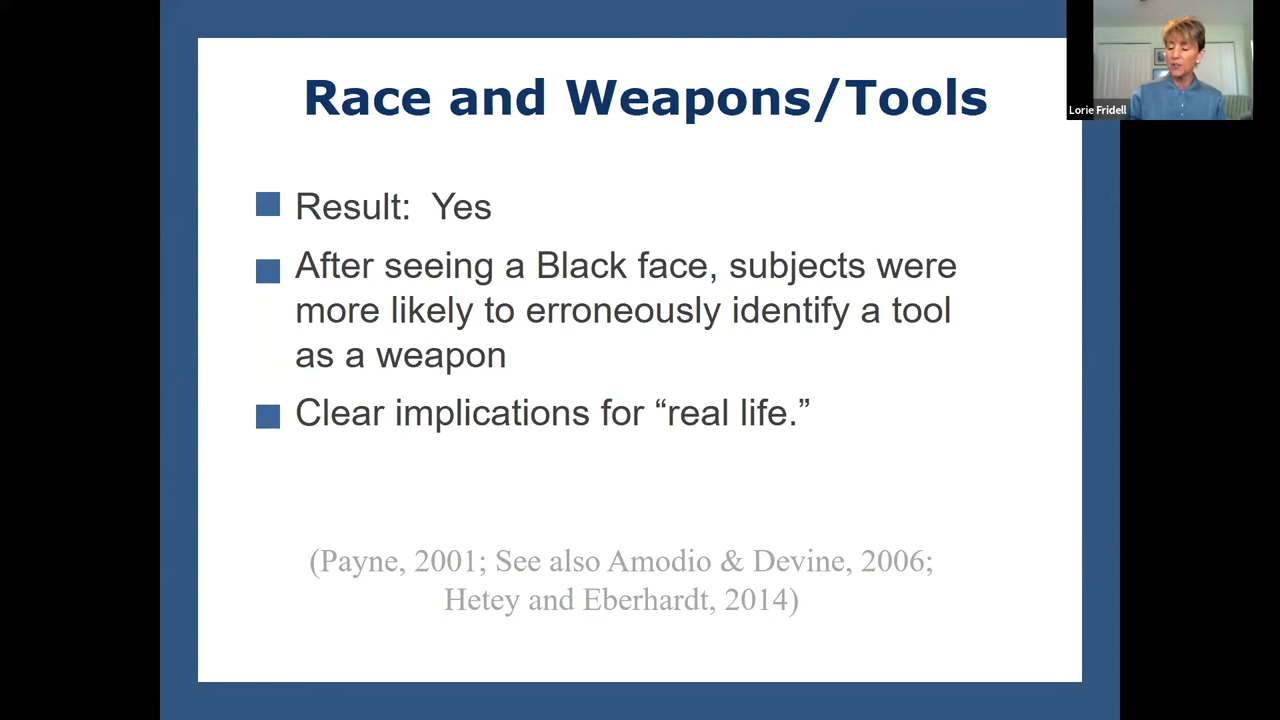 Race and Weapons/Tools
Lorie Fridell
Result: Yes
After seeing a Black face, subjects were
more likely to erroneously identify a tool
as a weapon
Clear implications for “real life.”
(Payne, 2001; See also Amodio & Devine, 2006;
Hetey and Eberhardt, 2014)